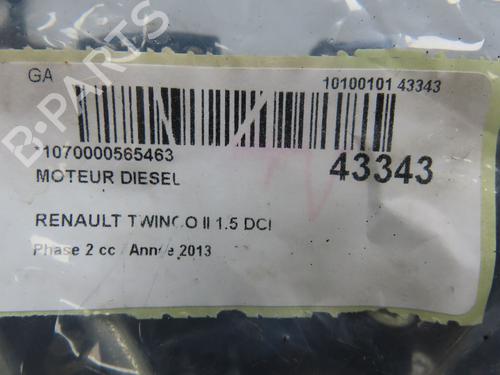 GA
10100101 43343
*1070000565463
43343
MOTEUR DIESEL
RENAULT TWINGO II 1.5 DCI
Phase 2 cc / Année 2013
B-PARTS